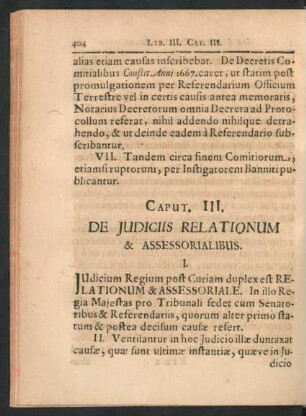 404 LIB. III. CAP. III.
alias etiam causas inscribebar. De Decretis Co-
mitialibus Constit. Anni 1667. cavet, ut statim post
promulgationem per Referendarium Officium
Terrestre vel in certis causis antea memoratis,
Notarius Decretorum omnia Decreta ad Proto-
collum referat, nihil addendo nihilque detra-
hendo, & ut deinde eadem à Referendario sub-
scribantur.
VII. Tandem circa finem Comitiorum,
etiamsi ruptorum, per Instigatorem Banniti pu-
blicantur.
CAPUT. III.
DE JUDICIIS RELATIONUM
& ASSESSORIALIBUS.
I.
JUdicium Regium post Curiam duplex est RE-
LATIONUM & ASSESSORIALE. In illo Re-
gia Majestas pro Tribunali sedet cum Senato-
ribus & Referendariis, quorum alter primo sta-
tum & postea decisum causæ refert.
II. Ventilantur in hoc Judicio illæ duntaxat
causæ, quæ sunt ultimæ instantiæ, quæve in Ju-
dicio